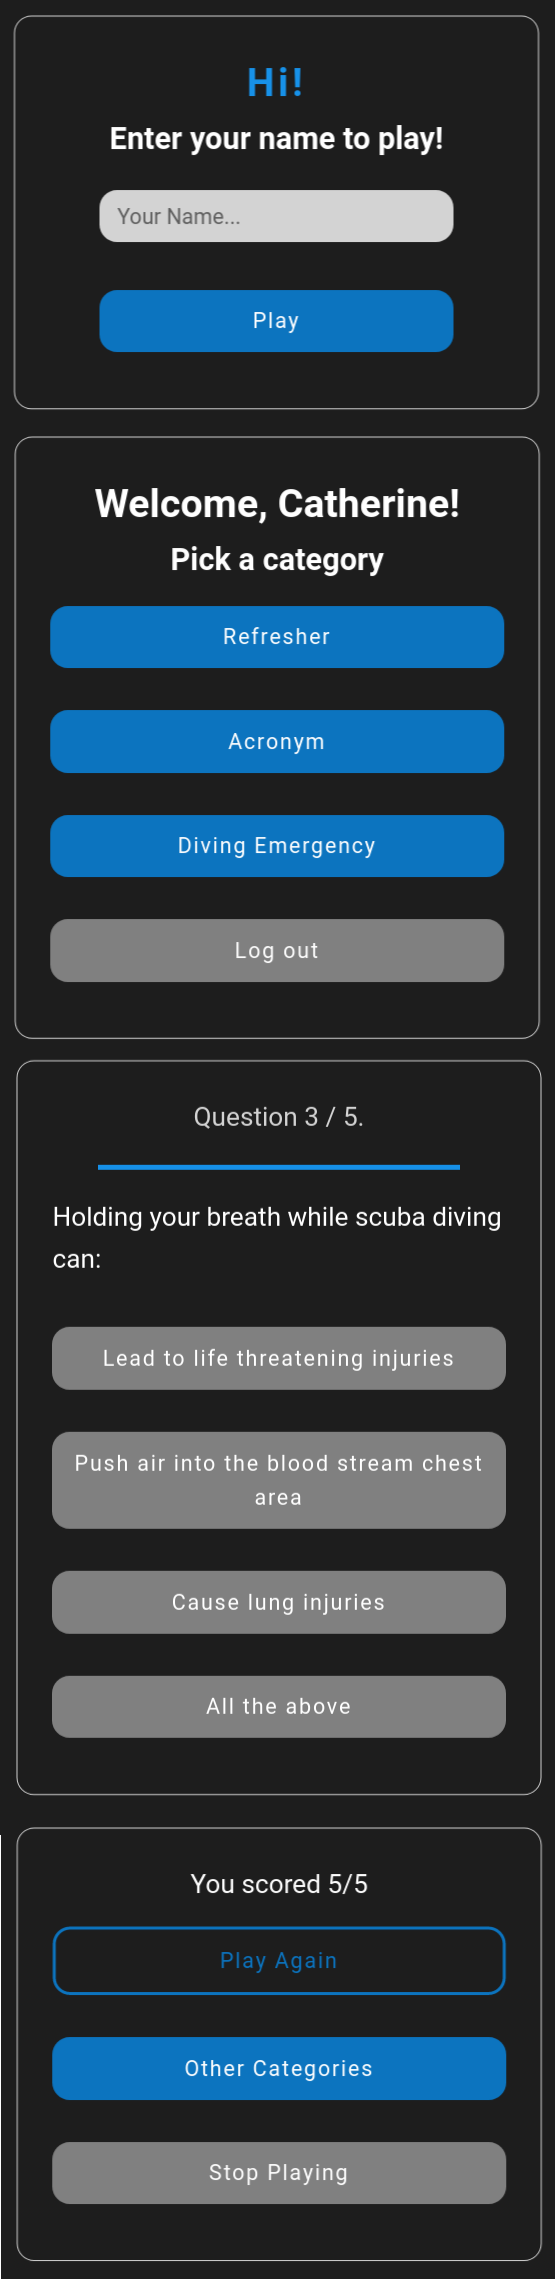 Hi!
Enter your name to play!
Your Name...
Play
Welcome, Catherine!
Pick a category
Refresher
Acronym
Diving Emergency
Log out
Question 3 / 5.
Holding your breath while scuba diving
can:
Lead to life threatening injuries
Push air into the blood stream chest
area
Cause lung injuries
All the above
You scored 5/5
Play Again
Other Categories
Stop Playing